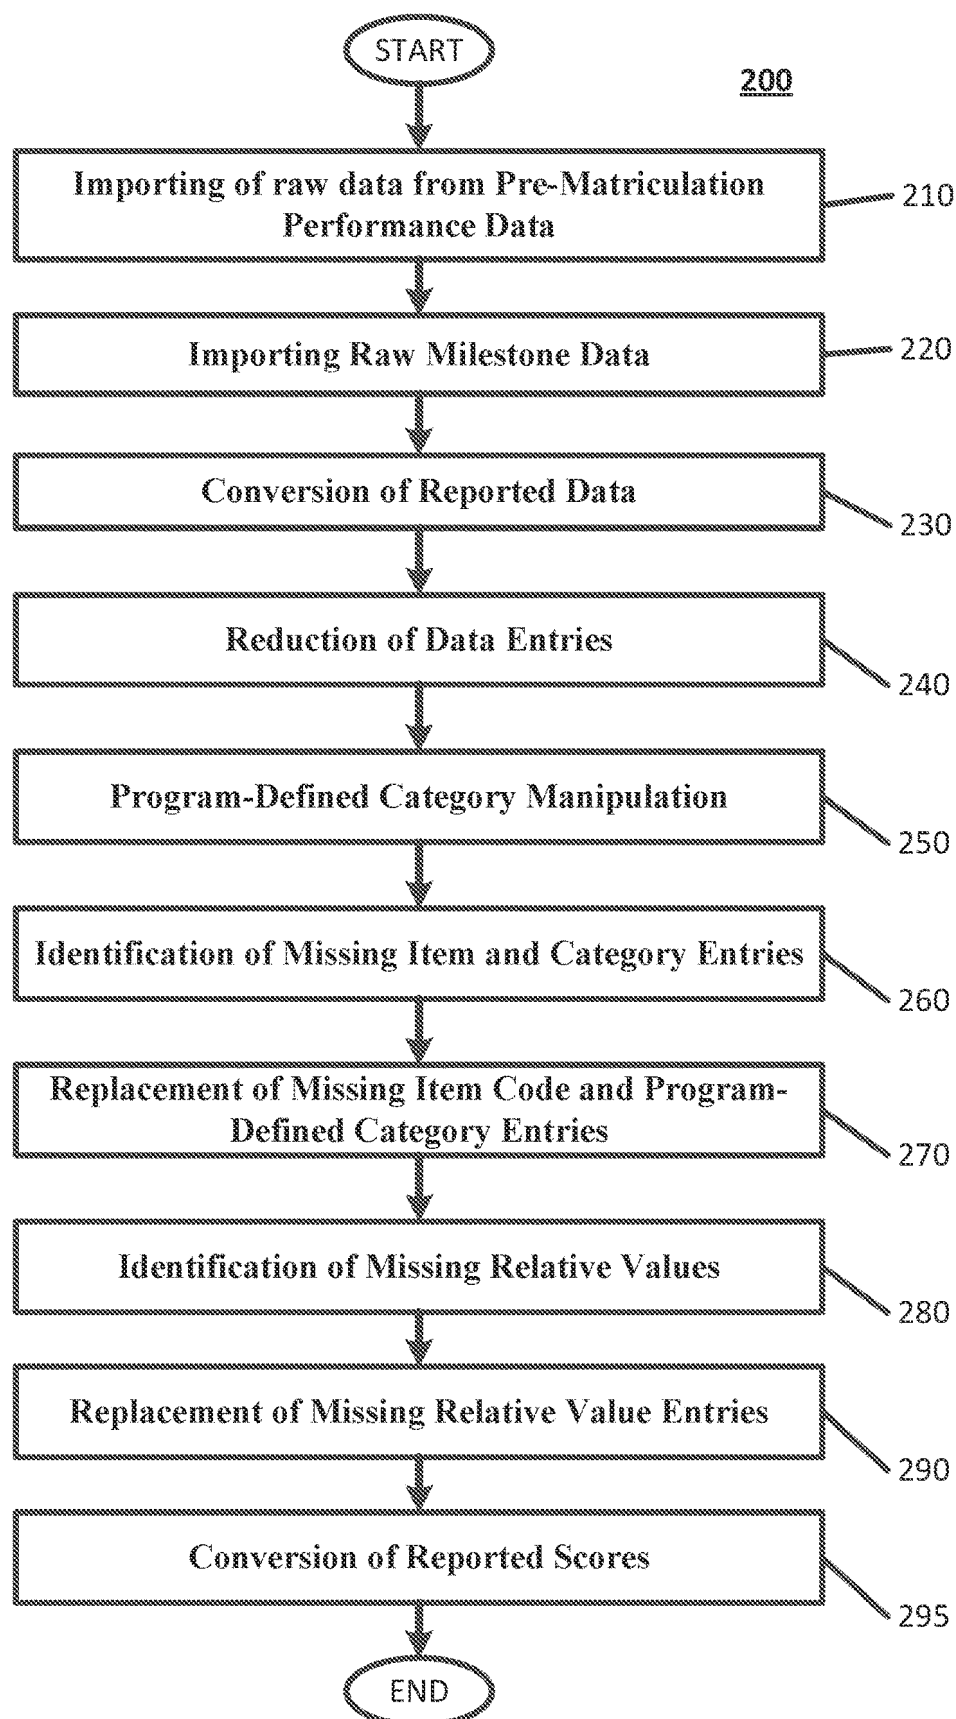 START
200
Importing of raw data from Pre-Matriculation
Performance Data
210
Importing Raw Milestone Data
220
Conversion of Reported Data
230
Reduction of Data Entries
240
Program-Defined Category Manipulation
250
Identification of Missing Item and Category Entries
260
Replacement of Missing Item Code and Program-
Defined Category Entries
270
Identification of Missing Relative Values
280
Replacement of Missing Relative Value Entries
290
Conversion of Reported Scores
295
END